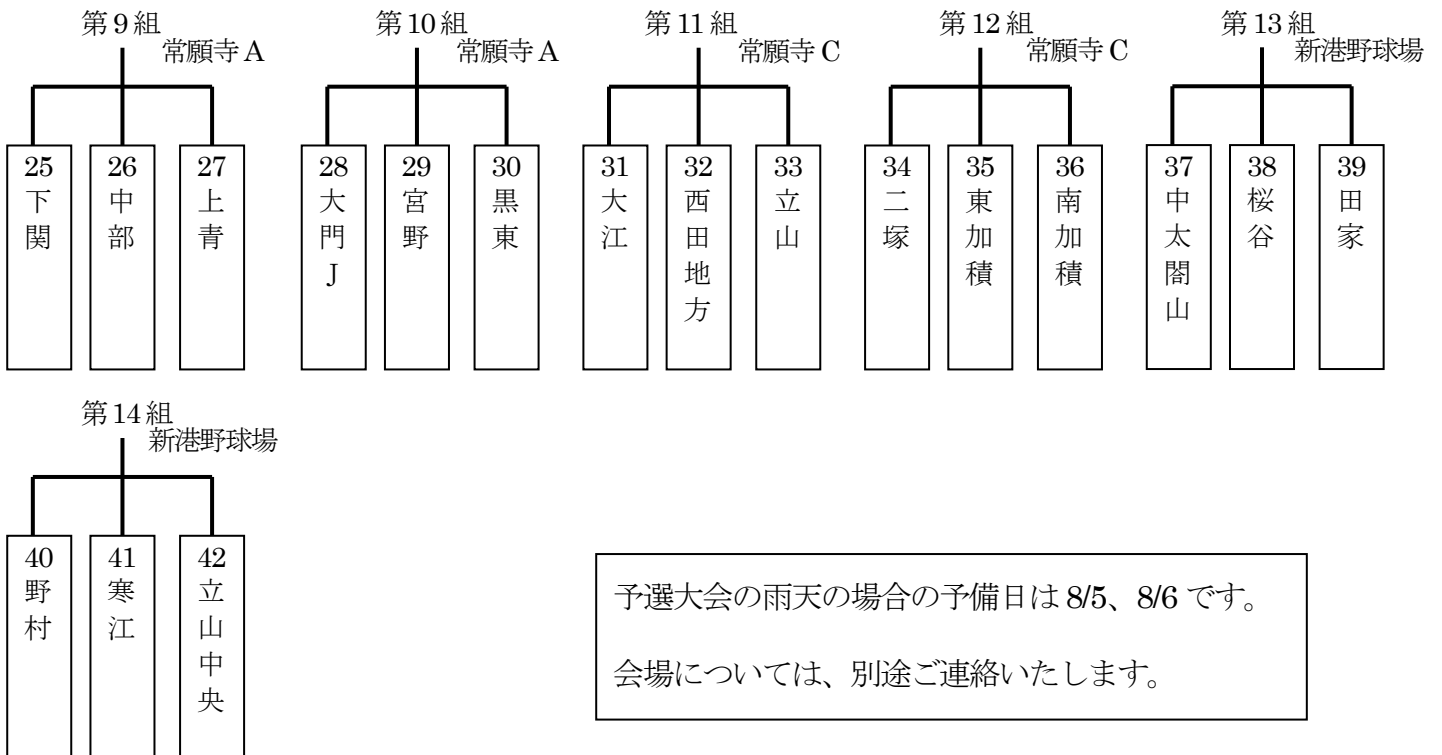 第9組
常願寺A
第10組
常願寺A
第11組
常願寺C
第12組
常願寺C
第13組
新港野球場
25
下関
26
中部
27
上青
28
大門J
29
宮野
30
黒東
31
大江
32
西田地方
33
立山
34
二塚
35
東加積
36
南加積
37
中太閤山
38
桜谷
39
田家
第14組
新港野球場
40
野村
41
寒江
42
立山中央
予選大会の雨天の場合の予備日は8/5、8/6です。
会場については、別途ご連絡いたします。